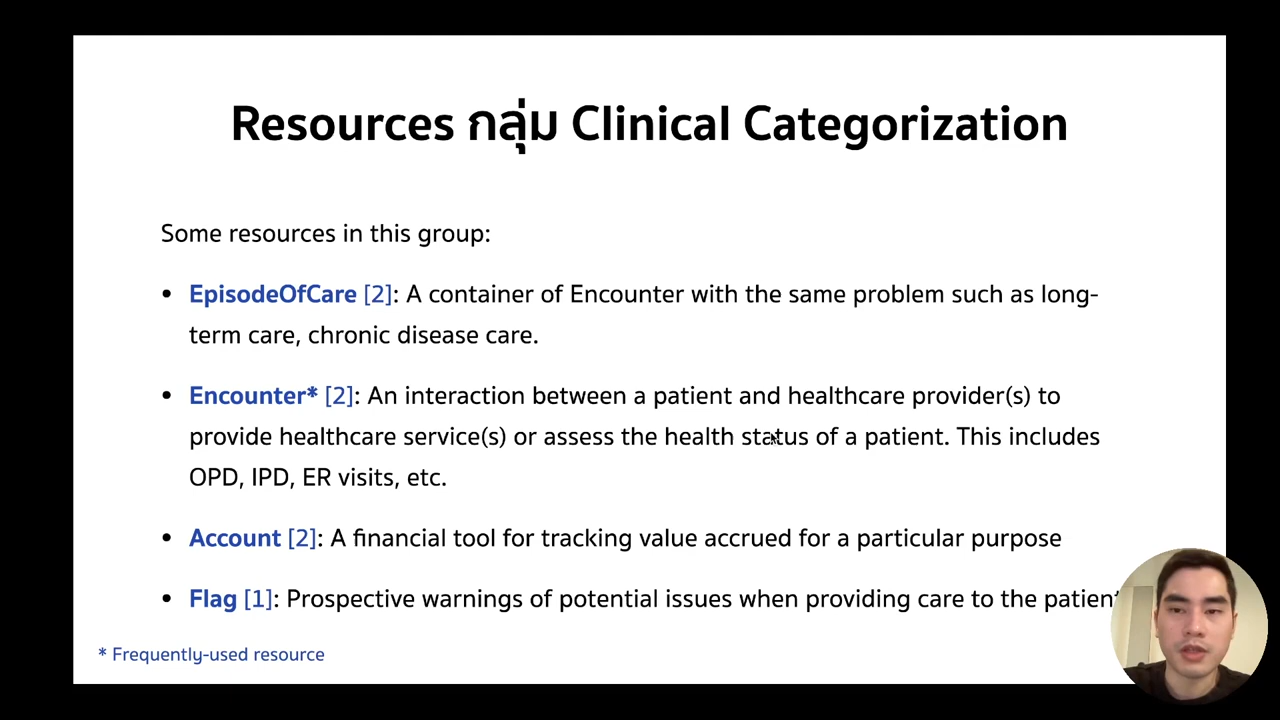 Resources กลุ่ม Clinical Categorization
Some resources in this group:
• EpisodeOfCare [2]: A container of Encounter with the same problem such as long-
term care, chronic disease care.
• Encounter* [2]: An interaction between a patient and healthcare provider(s) to
provide healthcare service(s) or assess the health status of a patient. This includes
OPD, IPD, ER visits, etc.
• Account [2]: A financial tool for tracking value accrued for a particular purpose
• Flag [1]: Prospective warnings of potential issues when providing care to the patient
* Frequently-used resource